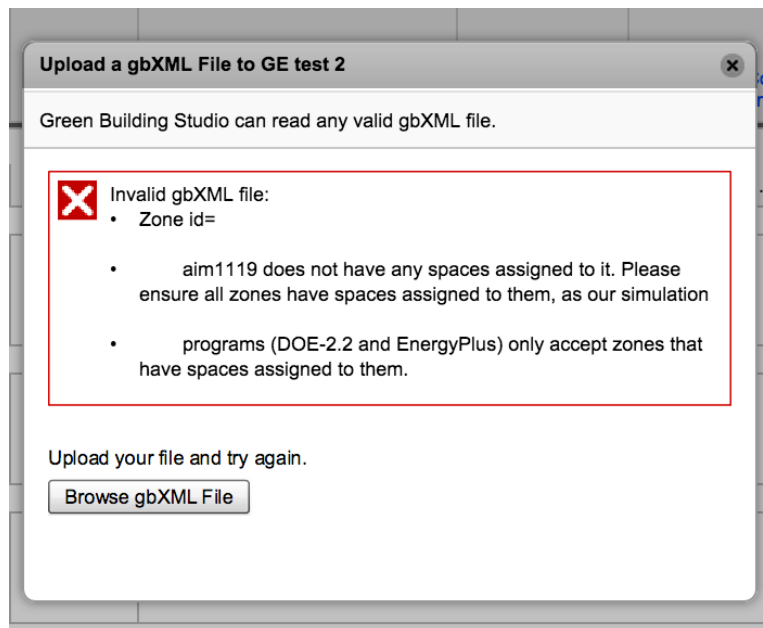 Upload a gbXML File to GE test 2
Green Building Studio can read any valid gbXML file.
Invalid gbXML file:
• Zone id=
• aim1119 does not have any spaces assigned to it. Please
ensure all zones have spaces assigned to them, as our simulation
• programs (DOE-2.2 and EnergyPlus) only accept zones that
have spaces assigned to them.
Upload your file and try again.
Browse gbXML File